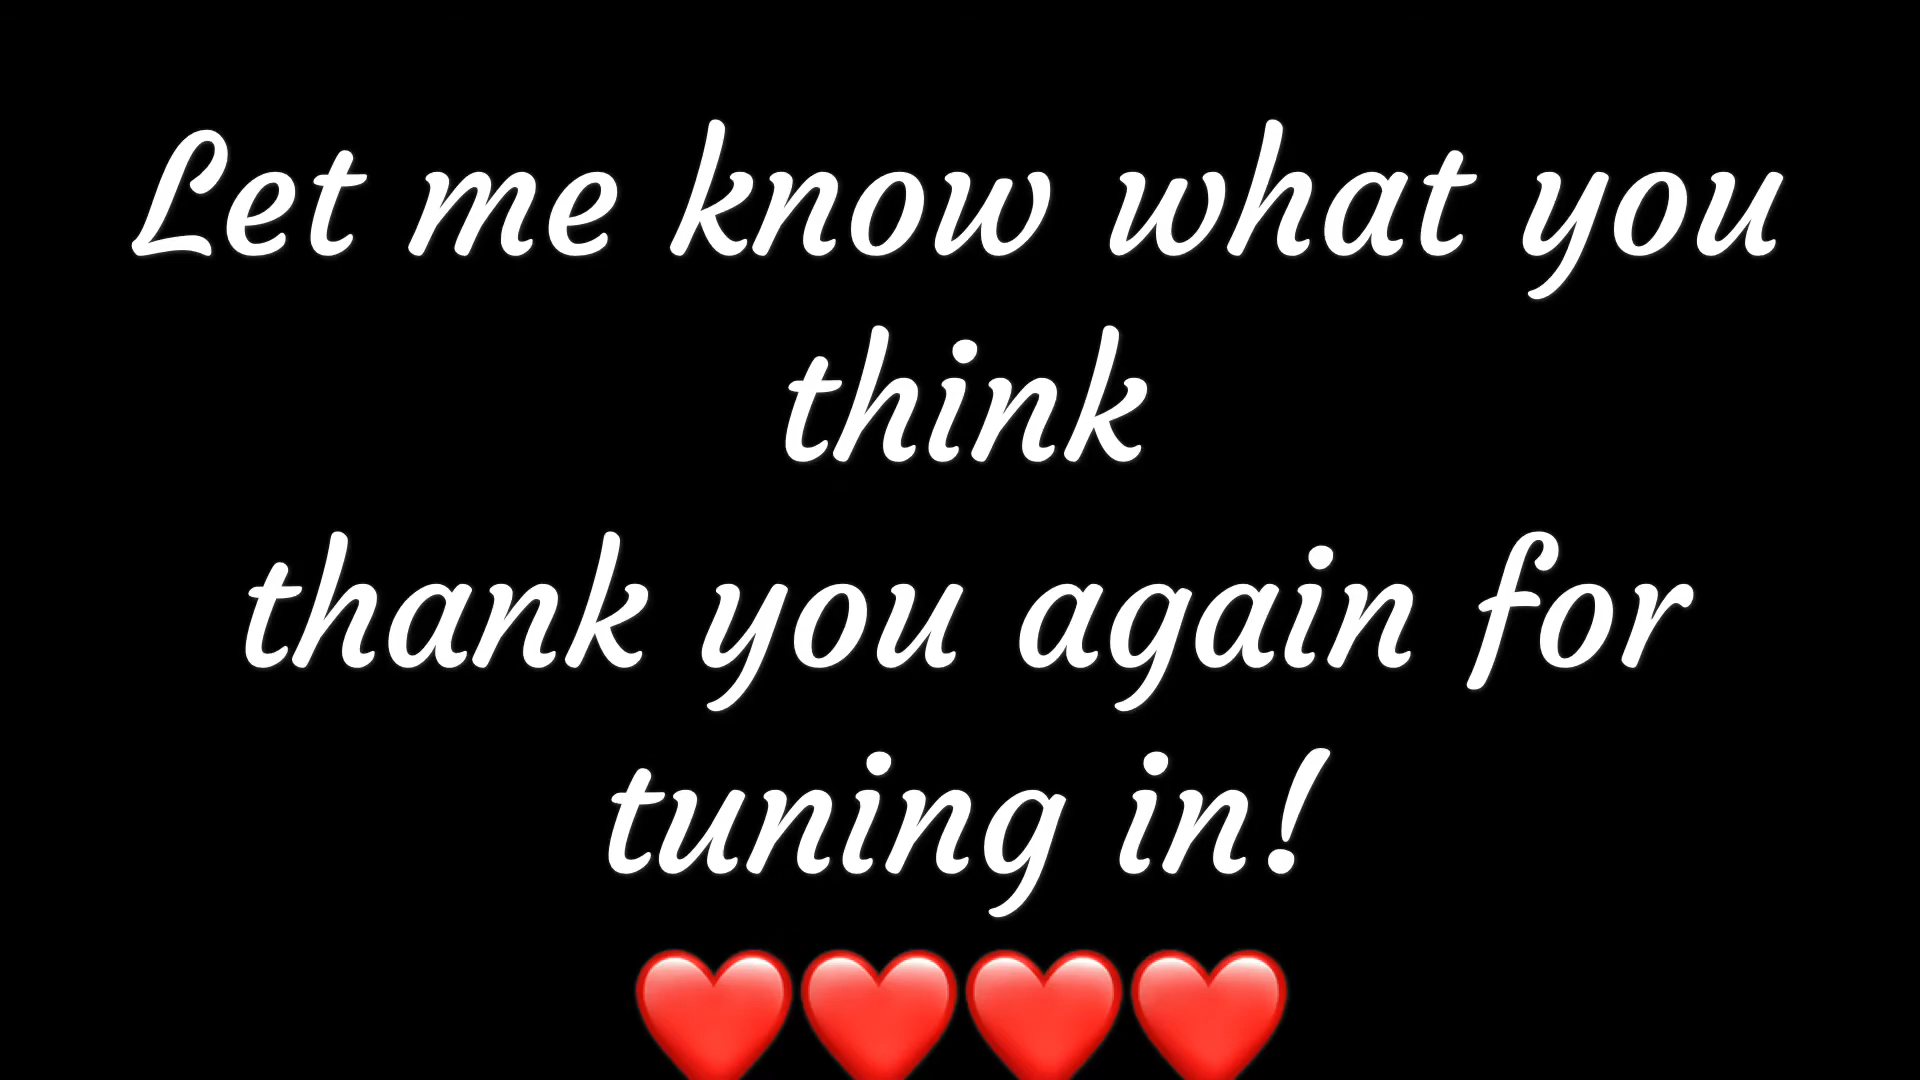 Let me know what you
think
thank you again for
tuning in!
❤️❤️❤️❤️